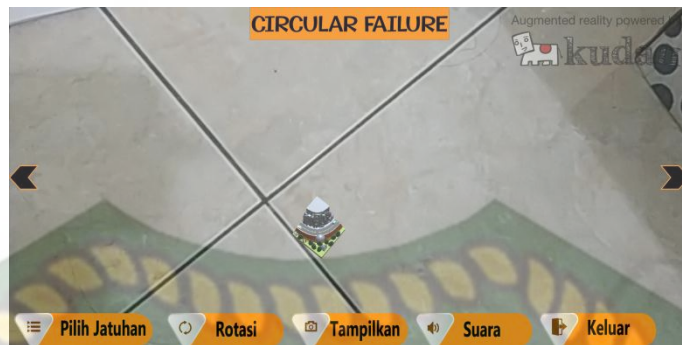 CIRCULAR FAILURE
Augmented reality powered
kuda
Pilih Jatuhan
Rotasi
Tampilkan
Suara
Keluar